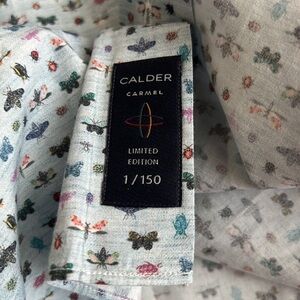 CALDER
CARMEL
LIMITED
EDITION
1/150